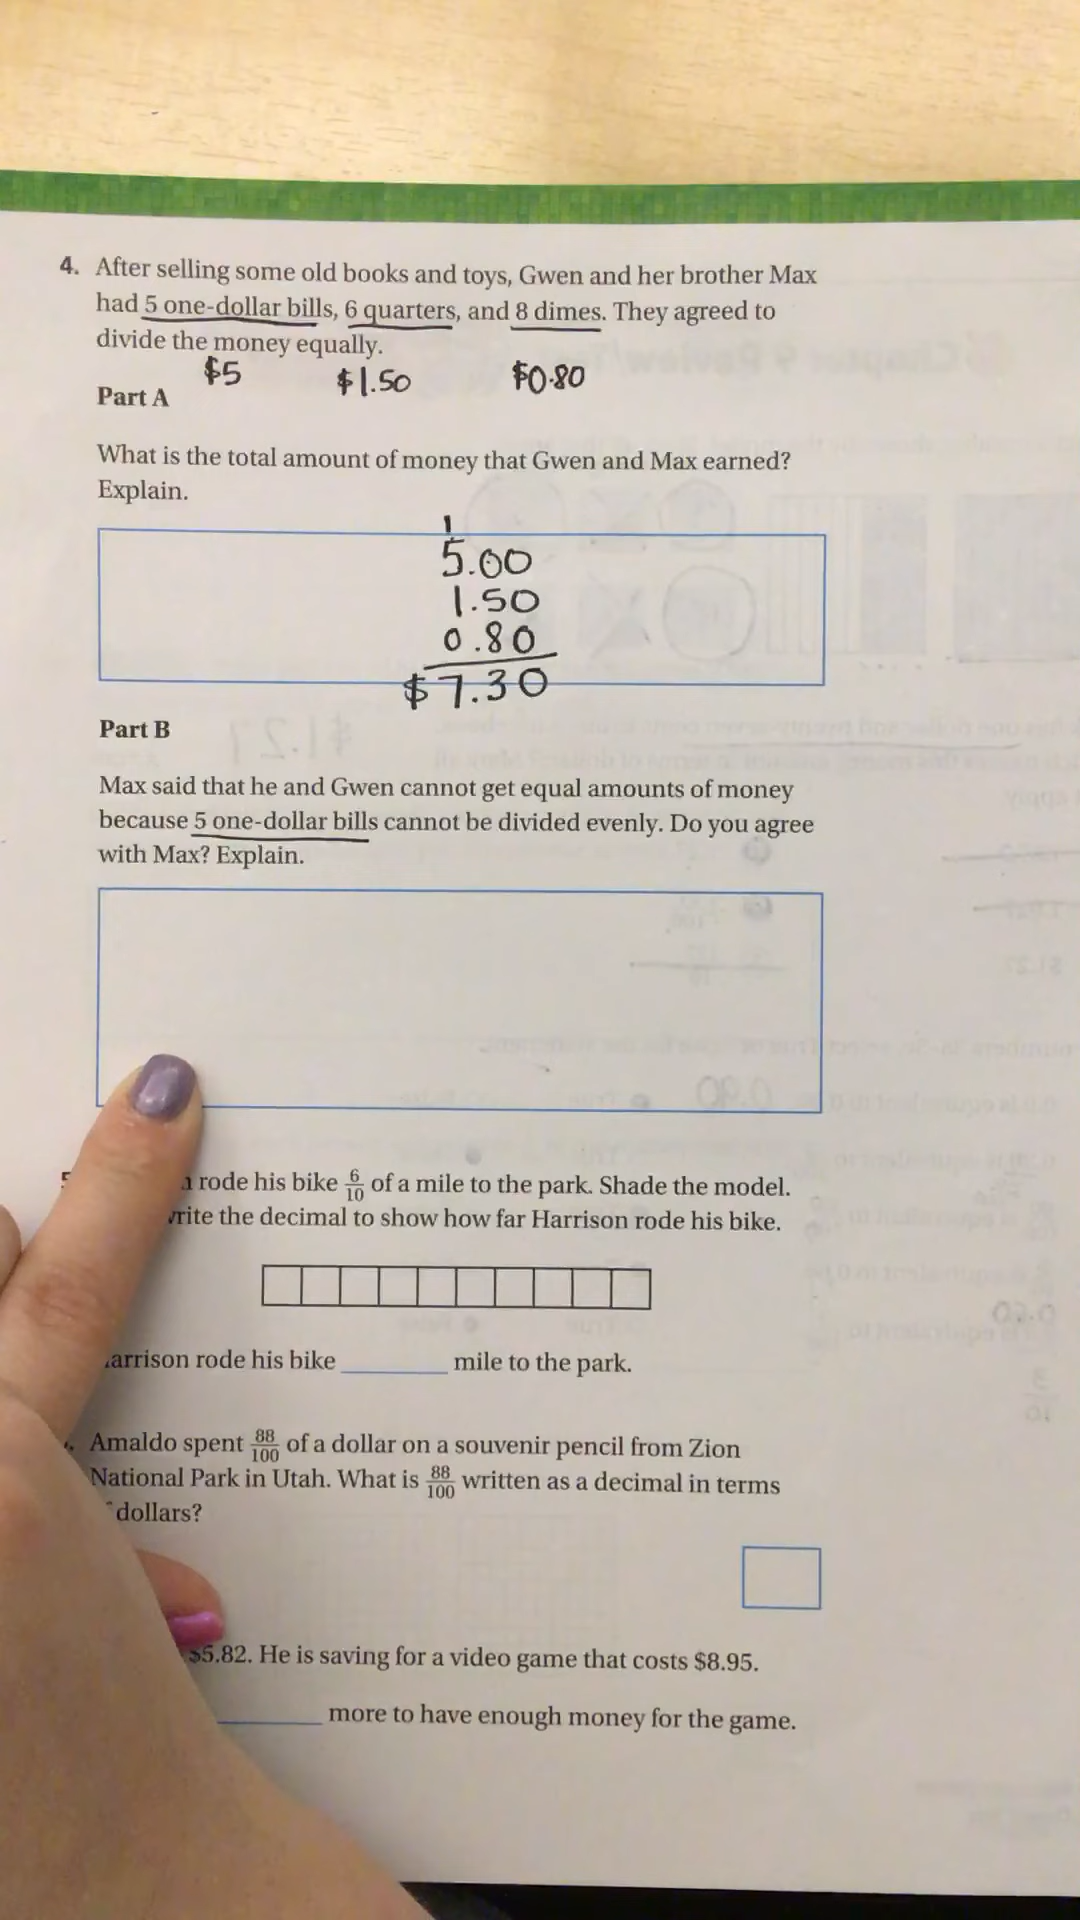 4. After selling some old books and toys, Gwen and her brother Max
had 5 one-dollar bills, 6 quarters, and 8 dimes. They agreed to
divide the money equally.
$5 $1.50 $0.80
Part A
What is the total amount of money that Gwen and Max earned?
Explain.
1
5.00
1.50
0.80
$7.30
Part B
Max said that he and Gwen cannot get equal amounts of money
because 5 one-dollar bills cannot be divided evenly. Do you agree
with Max? Explain.
rode his bike 6/10 of a mile to the park. Shade the model.
rite the decimal to show how far Harrison rode his bike.
arrison rode his bike ________ mile to the park.
Amaldo spent 88/100 of a dollar on a souvenir pencil from Zion
National Park in Utah. What is 88/100 written as a decimal in terms
dollars?
$5.82. He is saving for a video game that costs $8.95.
________ more to have enough money for the game.